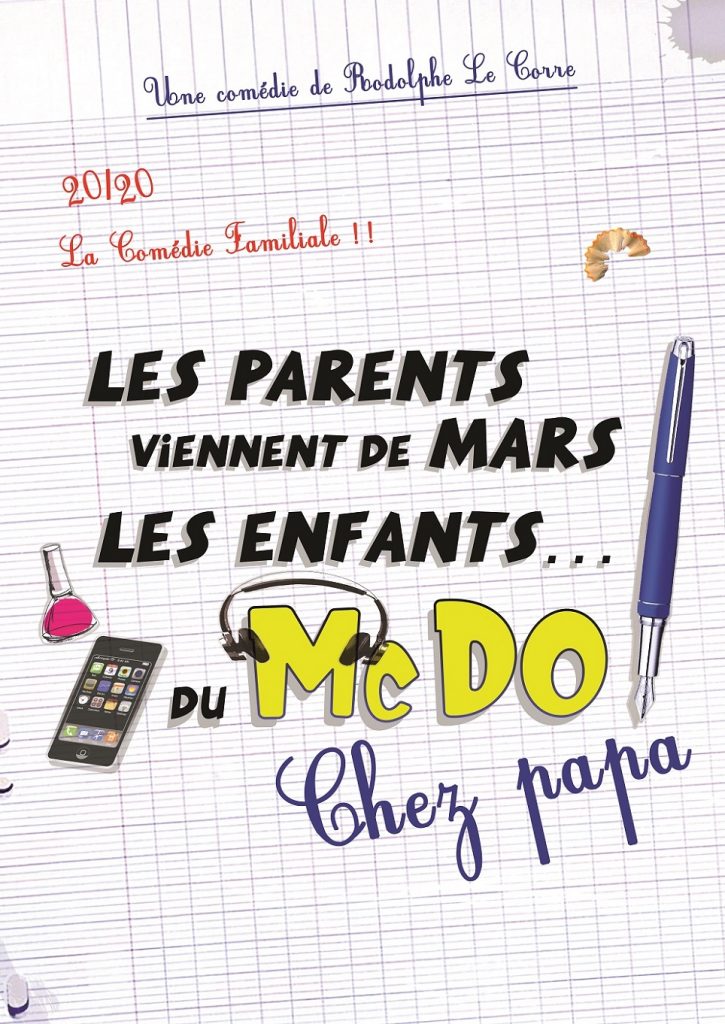 Une comédie de Rodolphe Le Corre
20/20
La Comédie Familiale !!
LES PARENTS
ViENNENT DE MARS
LES ENFANTS...
DU McDO
Chez papa